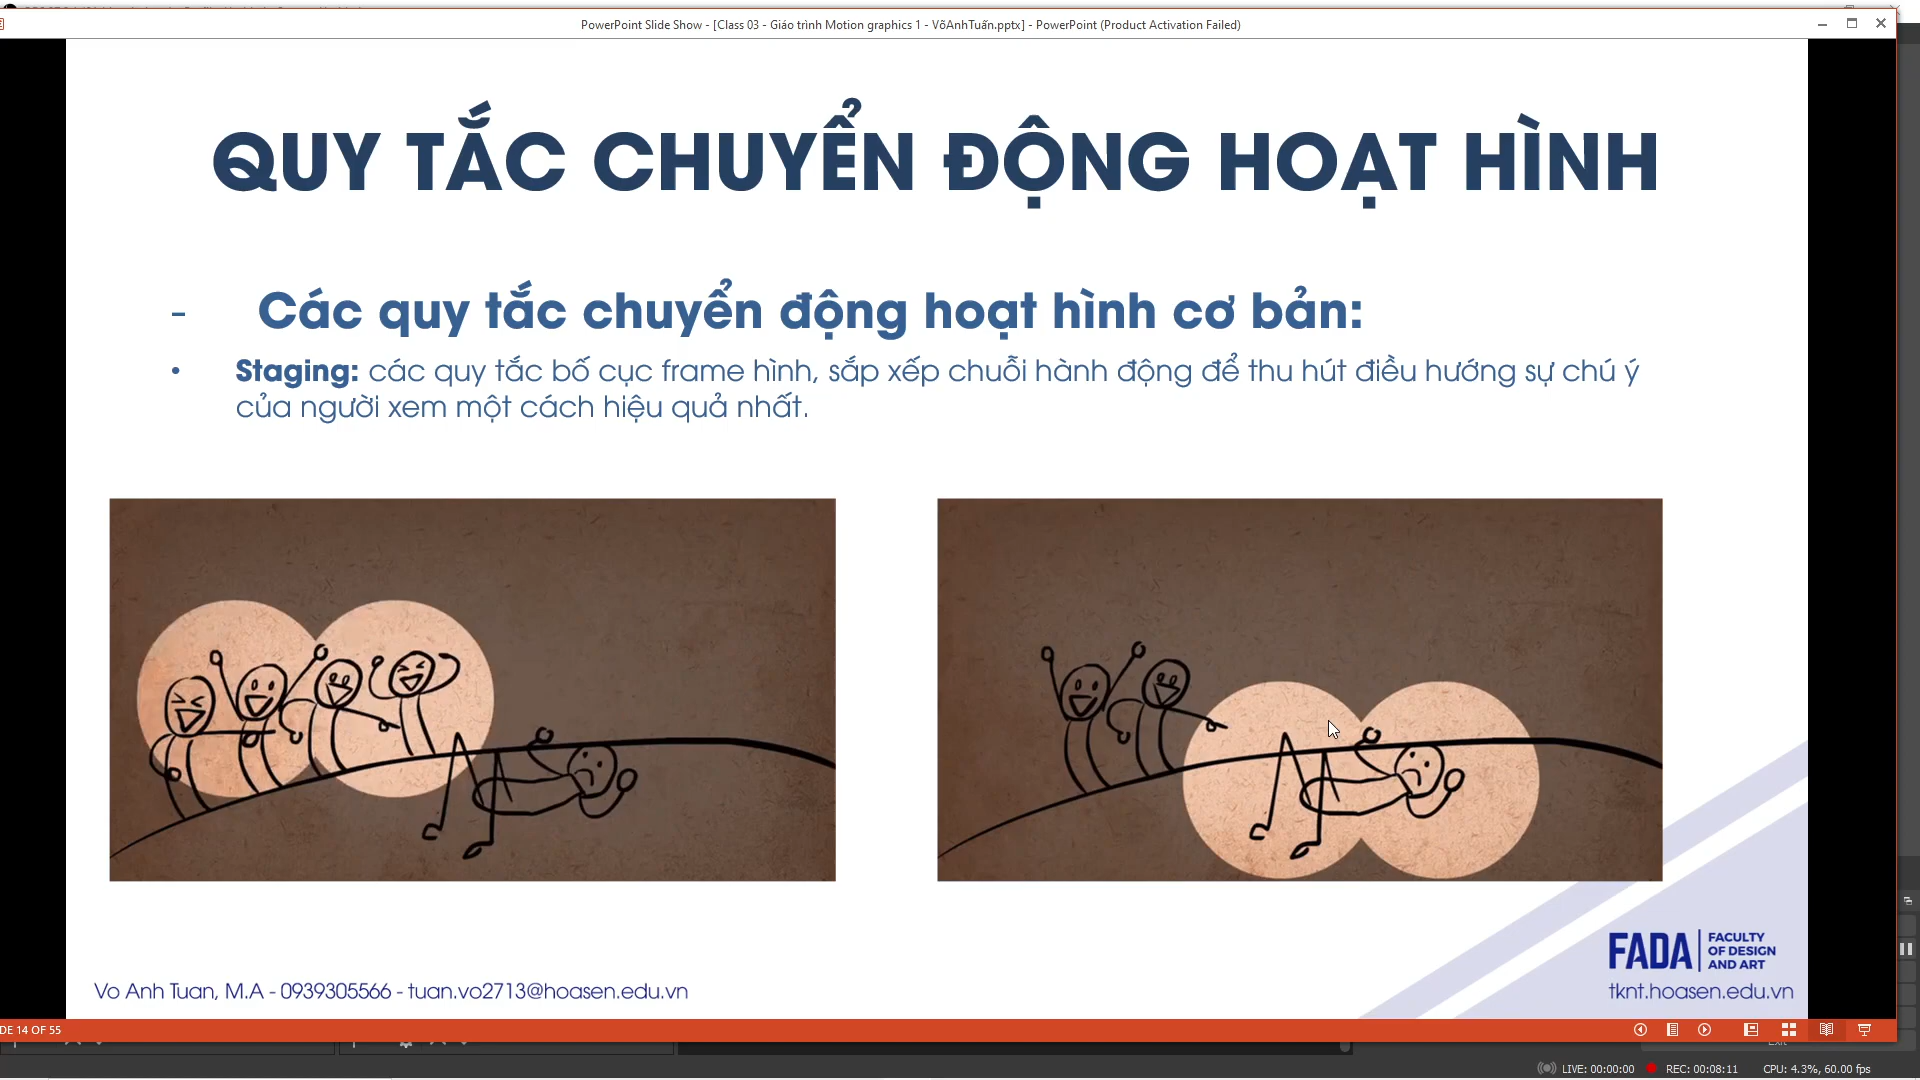 PowerPoint Slide Show - [Class 03 - Giáo trình Motion graphics 1 - VõAnhTuấn.pptx] - PowerPoint (Product Activation Failed)
QUY TẮC CHUYỂN ĐỘNG HOẠT HÌNH
- Các quy tắc chuyển động hoạt hình cơ bản:
• Staging: các quy tắc bố cục frame hình, sắp xếp chuỗi hành động để thu hút điều hướng sự chú ý
của người xem một cách hiệu quả nhất.
FADA
FACULTY
OF DESIGN
AND ART
Vo Anh Tuan, M.A - 0939305566 - tuan.vo2713@hoasen.edu.vn
tknt.hoasen.edu.vn
DE 14 OF 55
Exit
LIVE: 00:00:00
REC: 00:08:11
CPU: 4.3%, 60.00 fps